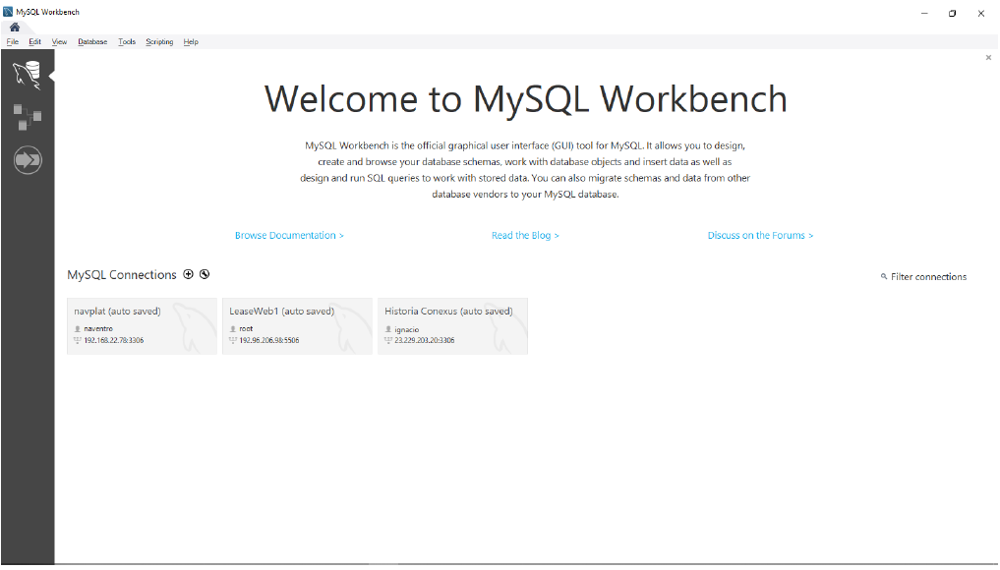 MySQL Workbench
File Edit View Database Tools Scripting Help
Welcome to MySQL Workbench
MySQL Workbench is the official graphical user interface (GUI) tool for MySQL. It allows you to design,
create and browse your database schemas, work with database objects and insert data as well as
design and run SQL queries to work with stored data. You can also migrate schemas and data from other
database vendors to your MySQL database.
Browse Documentation >
Read the Blog >
Discuss on the Forums >
MySQL Connections
Filter connections
navplat (auto saved)
naventro
192.168.22.78:3306
LeaseWeb1 (auto saved)
root
192.96.206.98:5506
Historia Conexus (auto saved)
ignacio
23.229.203.20:3306